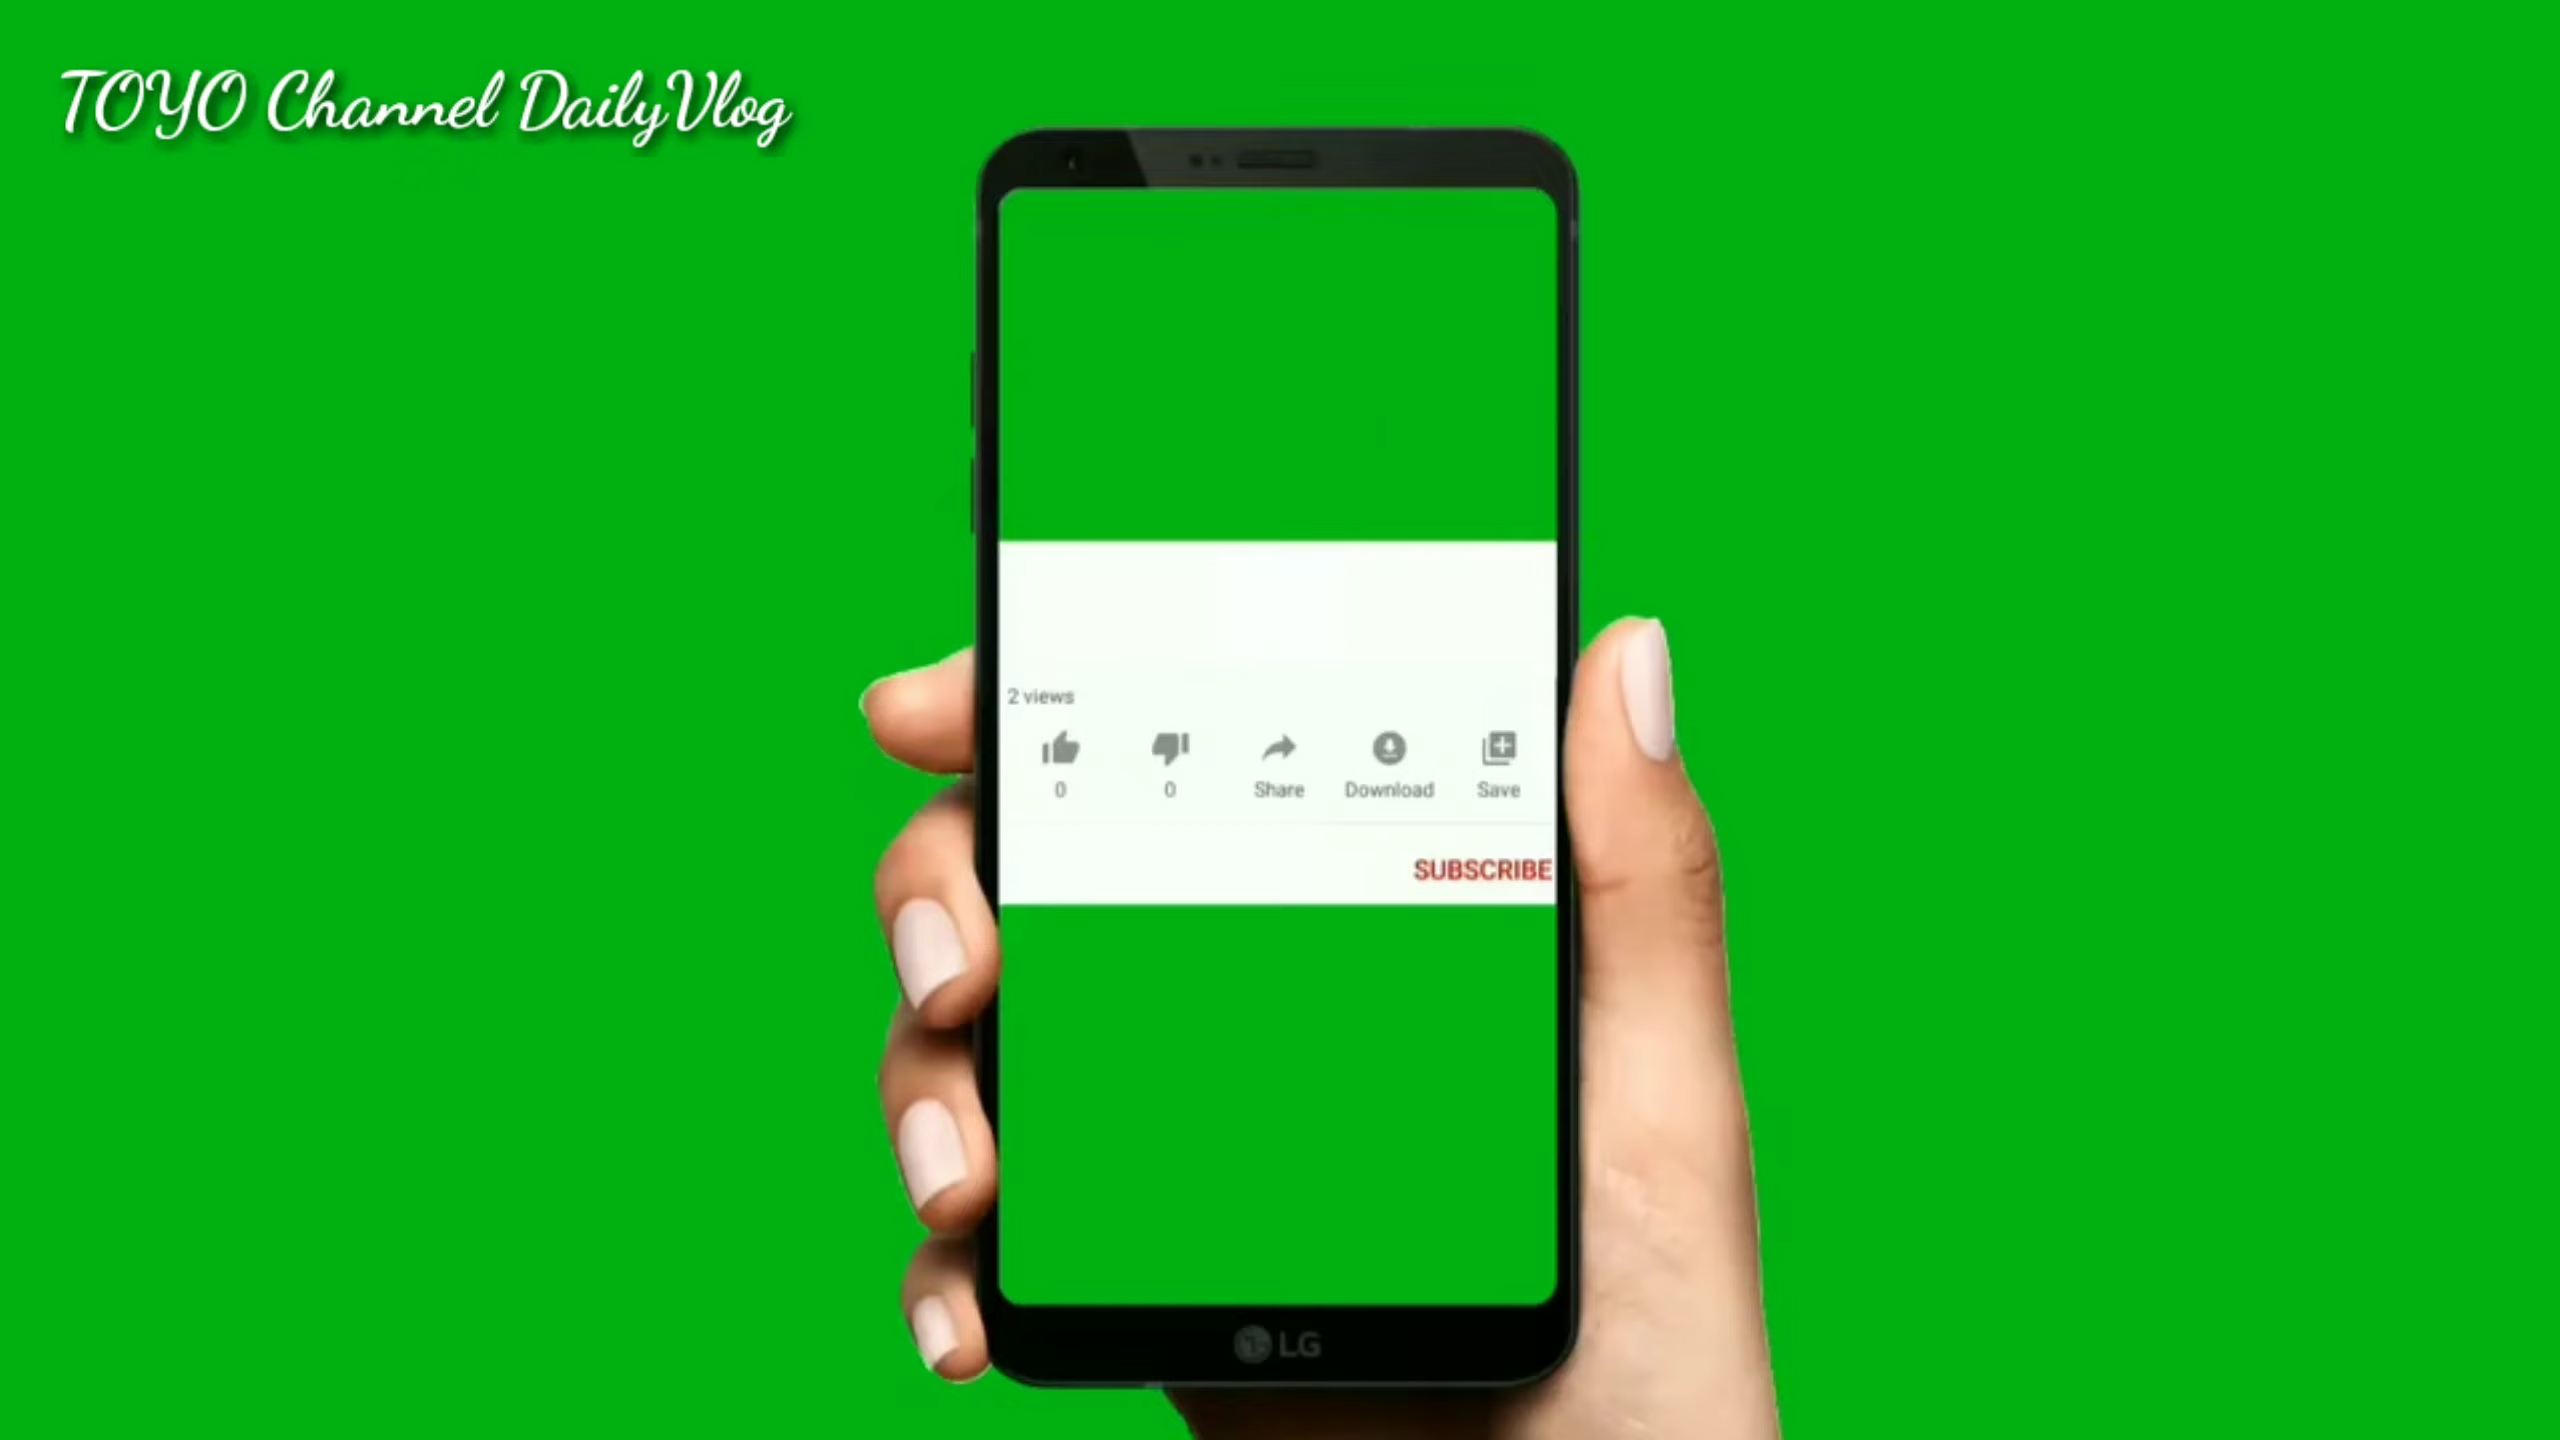 TOYO Channel DailyVlog
2 views
0 0 Share Download Save
SUBSCRIBE
LG